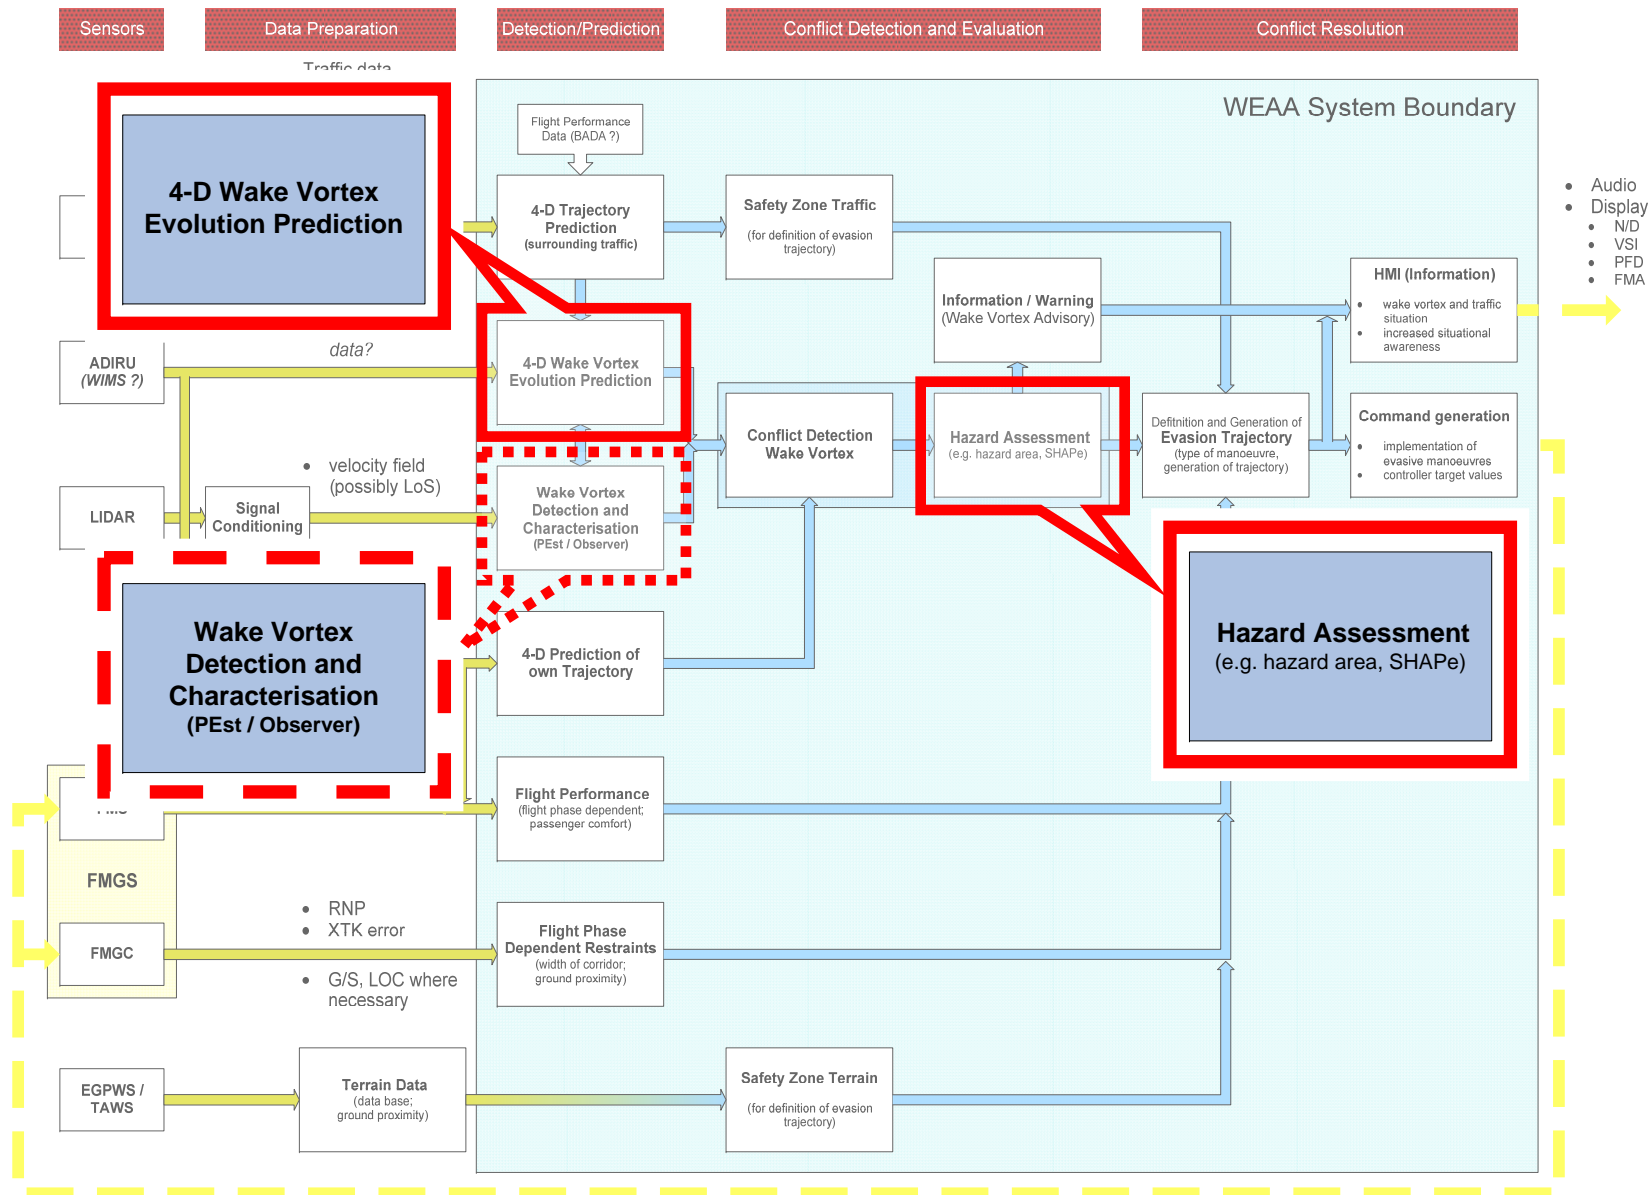 Sensors
Data Preparation
Detection/Prediction
Conflict Detection and Evaluation
Conflict Resolution
Traffic data
WEAA System Boundary
Flight Performance
Data (BADA ?)
4-D Wake Vortex
Evolution Prediction
4-D Trajectory
Prediction
(surrounding traffic)
Safety Zone Traffic
(for definition of evasion
trajectory)
• Audio
• Display
• N/D
• VSI
• PFD
• FMA
Information / Warning
(Wake Vortex Advisory)
HMI (Information)
• wake vortex and traffic
situation
• increased situational
awareness
ADIRU
(WIMS ?)
data?
4-D Wake Vortex
Evolution Prediction
Conflict Detection
Wake Vortex
Hazard Assessment
(e.g. hazard area, SHAPe)
Defitnition and Generation of
Evasion Trajectory
(type of manoeuvre,
generation of trajectory)
Command generation
• implementation of
evasive manoeuvres
• controller target values
• velocity field
(possibly LoS)
LIDAR
Signal
Conditioning
Wake Vortex
Detection and
Characterisation
(PEst / Observer)
Wake Vortex
Detection and
Characterisation
(PEst / Observer)
4-D Prediction of
own Trajectory
Hazard Assessment
(e.g. hazard area, SHAPe)
FMS
Flight Performance
(flight phase dependent;
passenger comfort)
FMGS
• RNP
• XTK error
FMGC
Flight Phase
Dependent Restraints
(width of corridor;
ground proximity)
• G/S, LOC where
necessary
EGPWS /
TAWS
Terrain Data
(data base;
ground proximity)
Safety Zone Terrain
(for definition of evasion
trajectory)